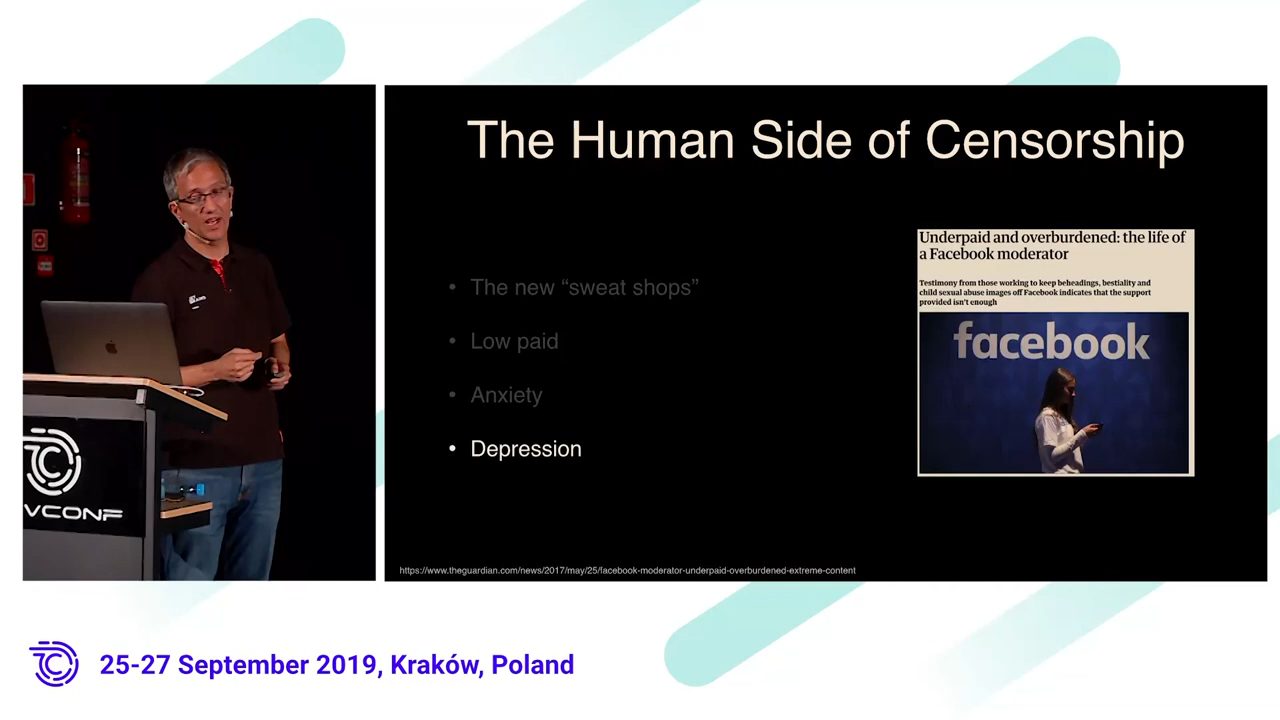 The Human Side of Censorship
• The new “sweat shops”
• Low paid
• Anxiety
• Depression
Underpaid and overburdened: the life of
a Facebook moderator
Testimony from those working to keep beheadings, bestiality and
child sexual abuse images off Facebook indicates that the support
provided isn't enough
facebook
https://www.theguardian.com/news/2017/may/25/facebook-moderator-underpaid-overburdened-extreme-content
VCONF
25-27 September 2019, Kraków, Poland